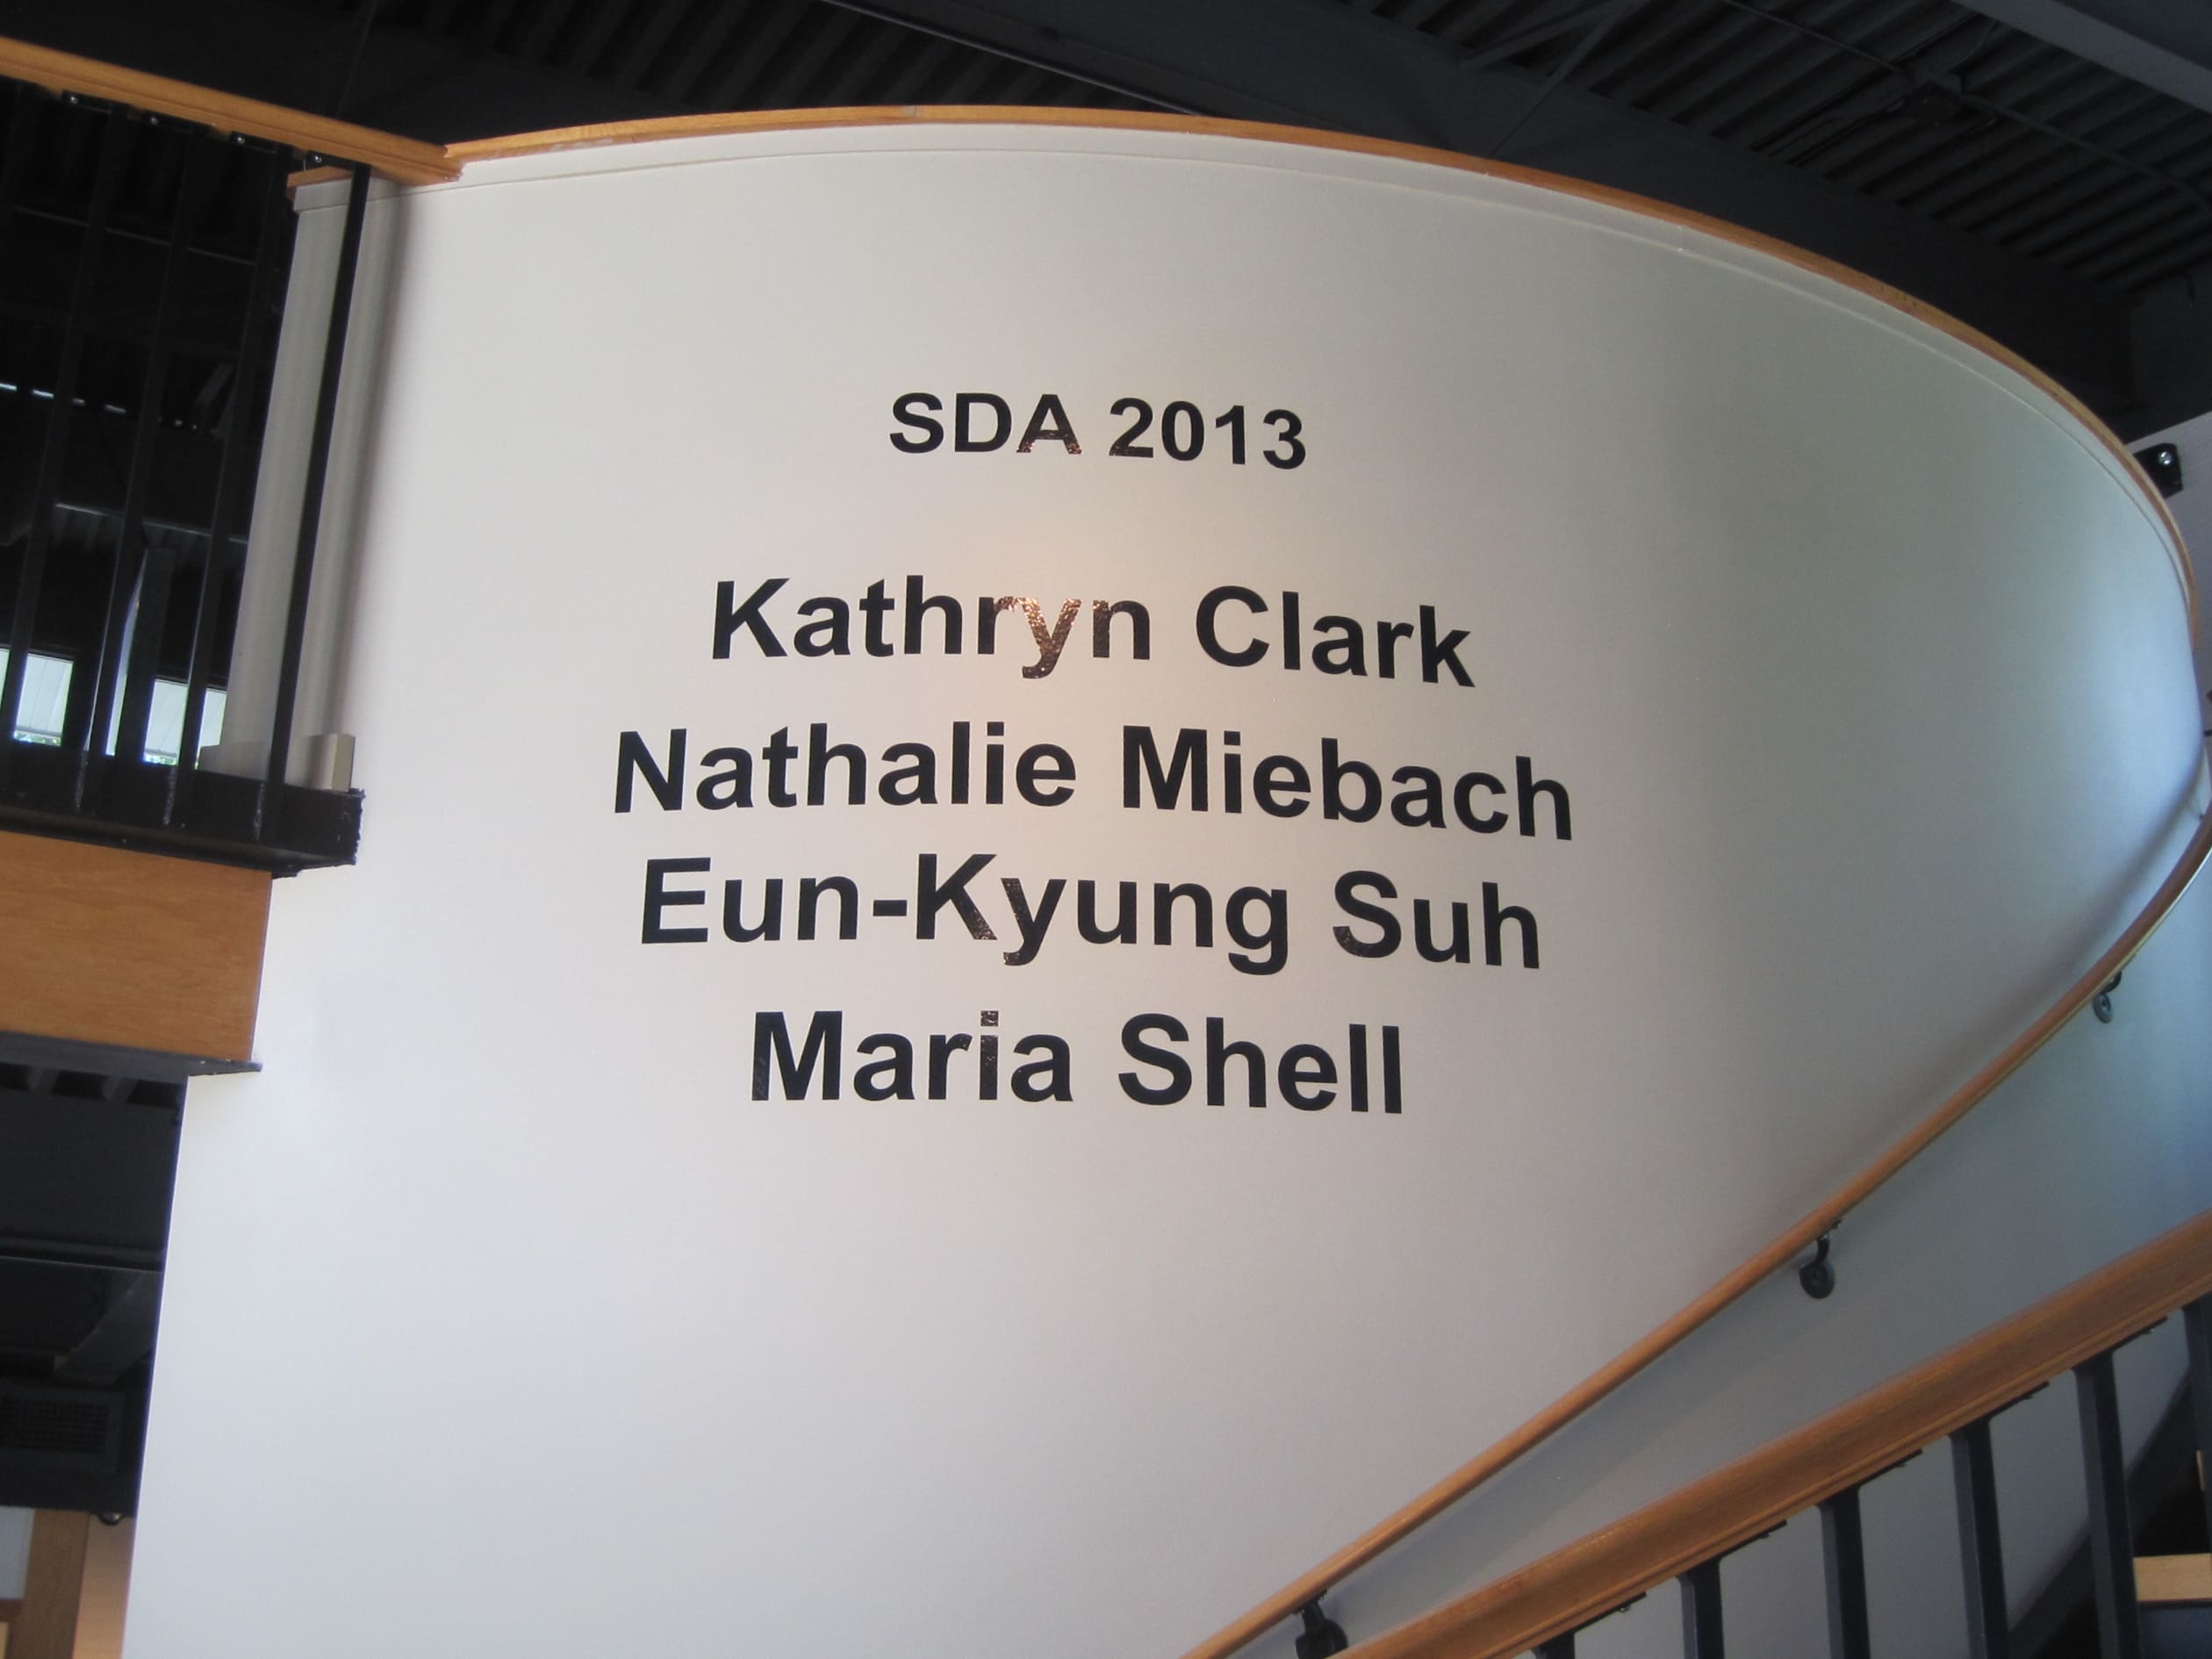 SDA 2013
Kathryn Clark
Nathalie Miebach
Eun-Kyung Suh
Maria Shell